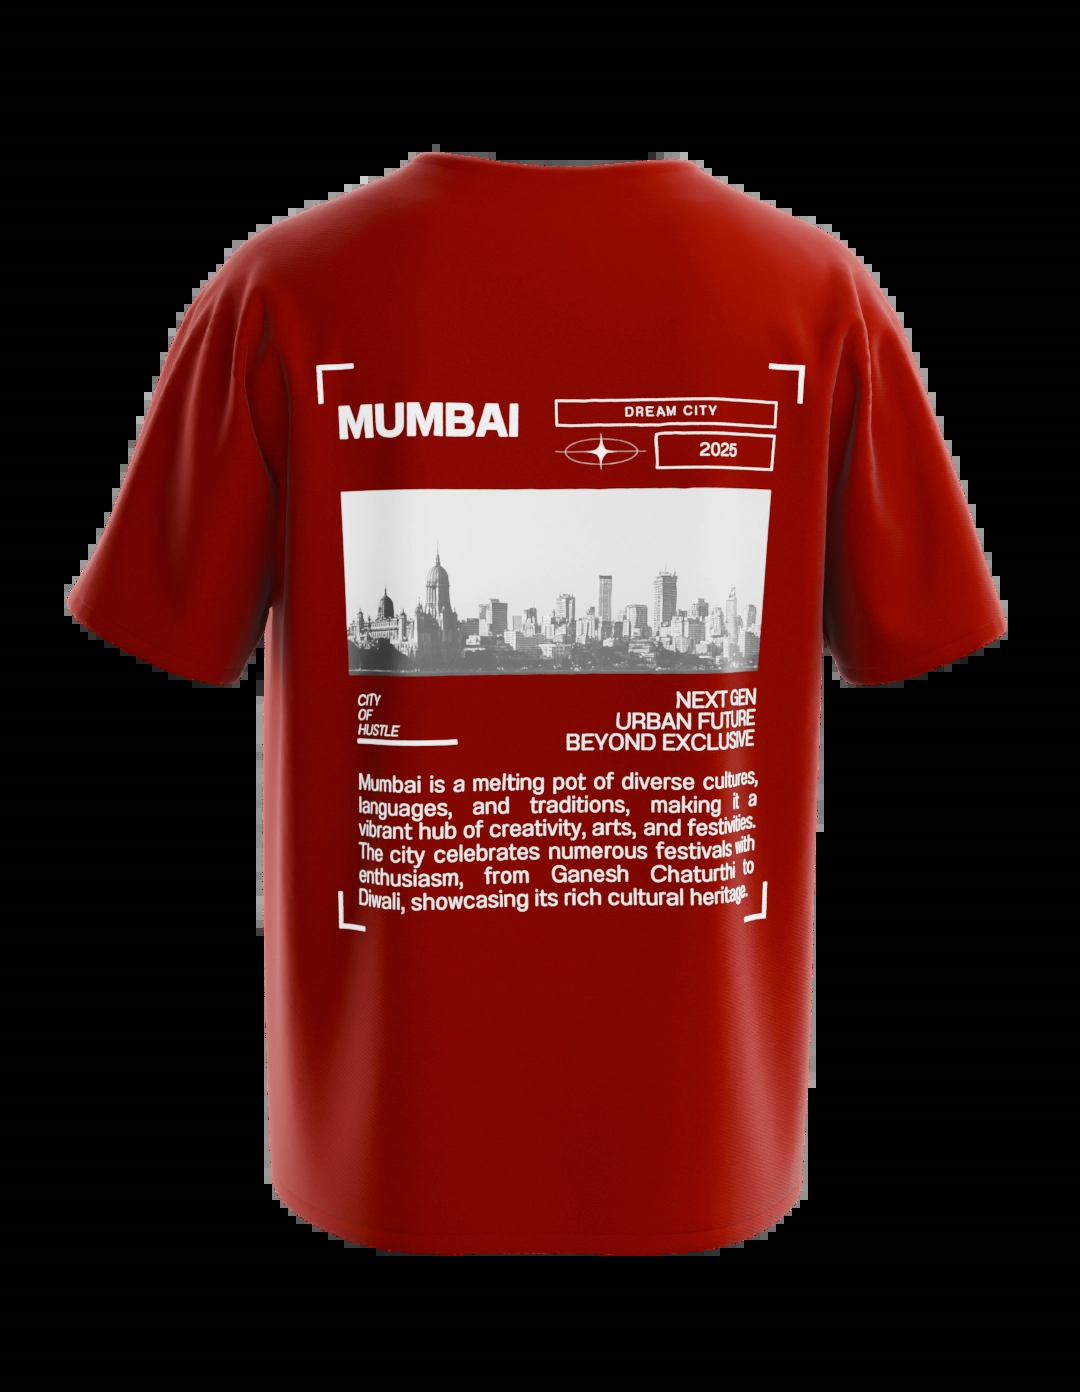 MUMBAI
DREAM CITY
2025
CITY
OF
HUSTLE
NEXT GEN
URBAN FUTURE
BEYOND EXCLUSIVE
Mumbai is a melting pot of diverse cultures,
languages, and traditions, making it a
vibrant hub of creativity, arts, and festivities.
The city celebrates numerous festivals with
enthusiasm, from Ganesh Chaturthi to
Diwali, showcasing its rich cultural heritage.